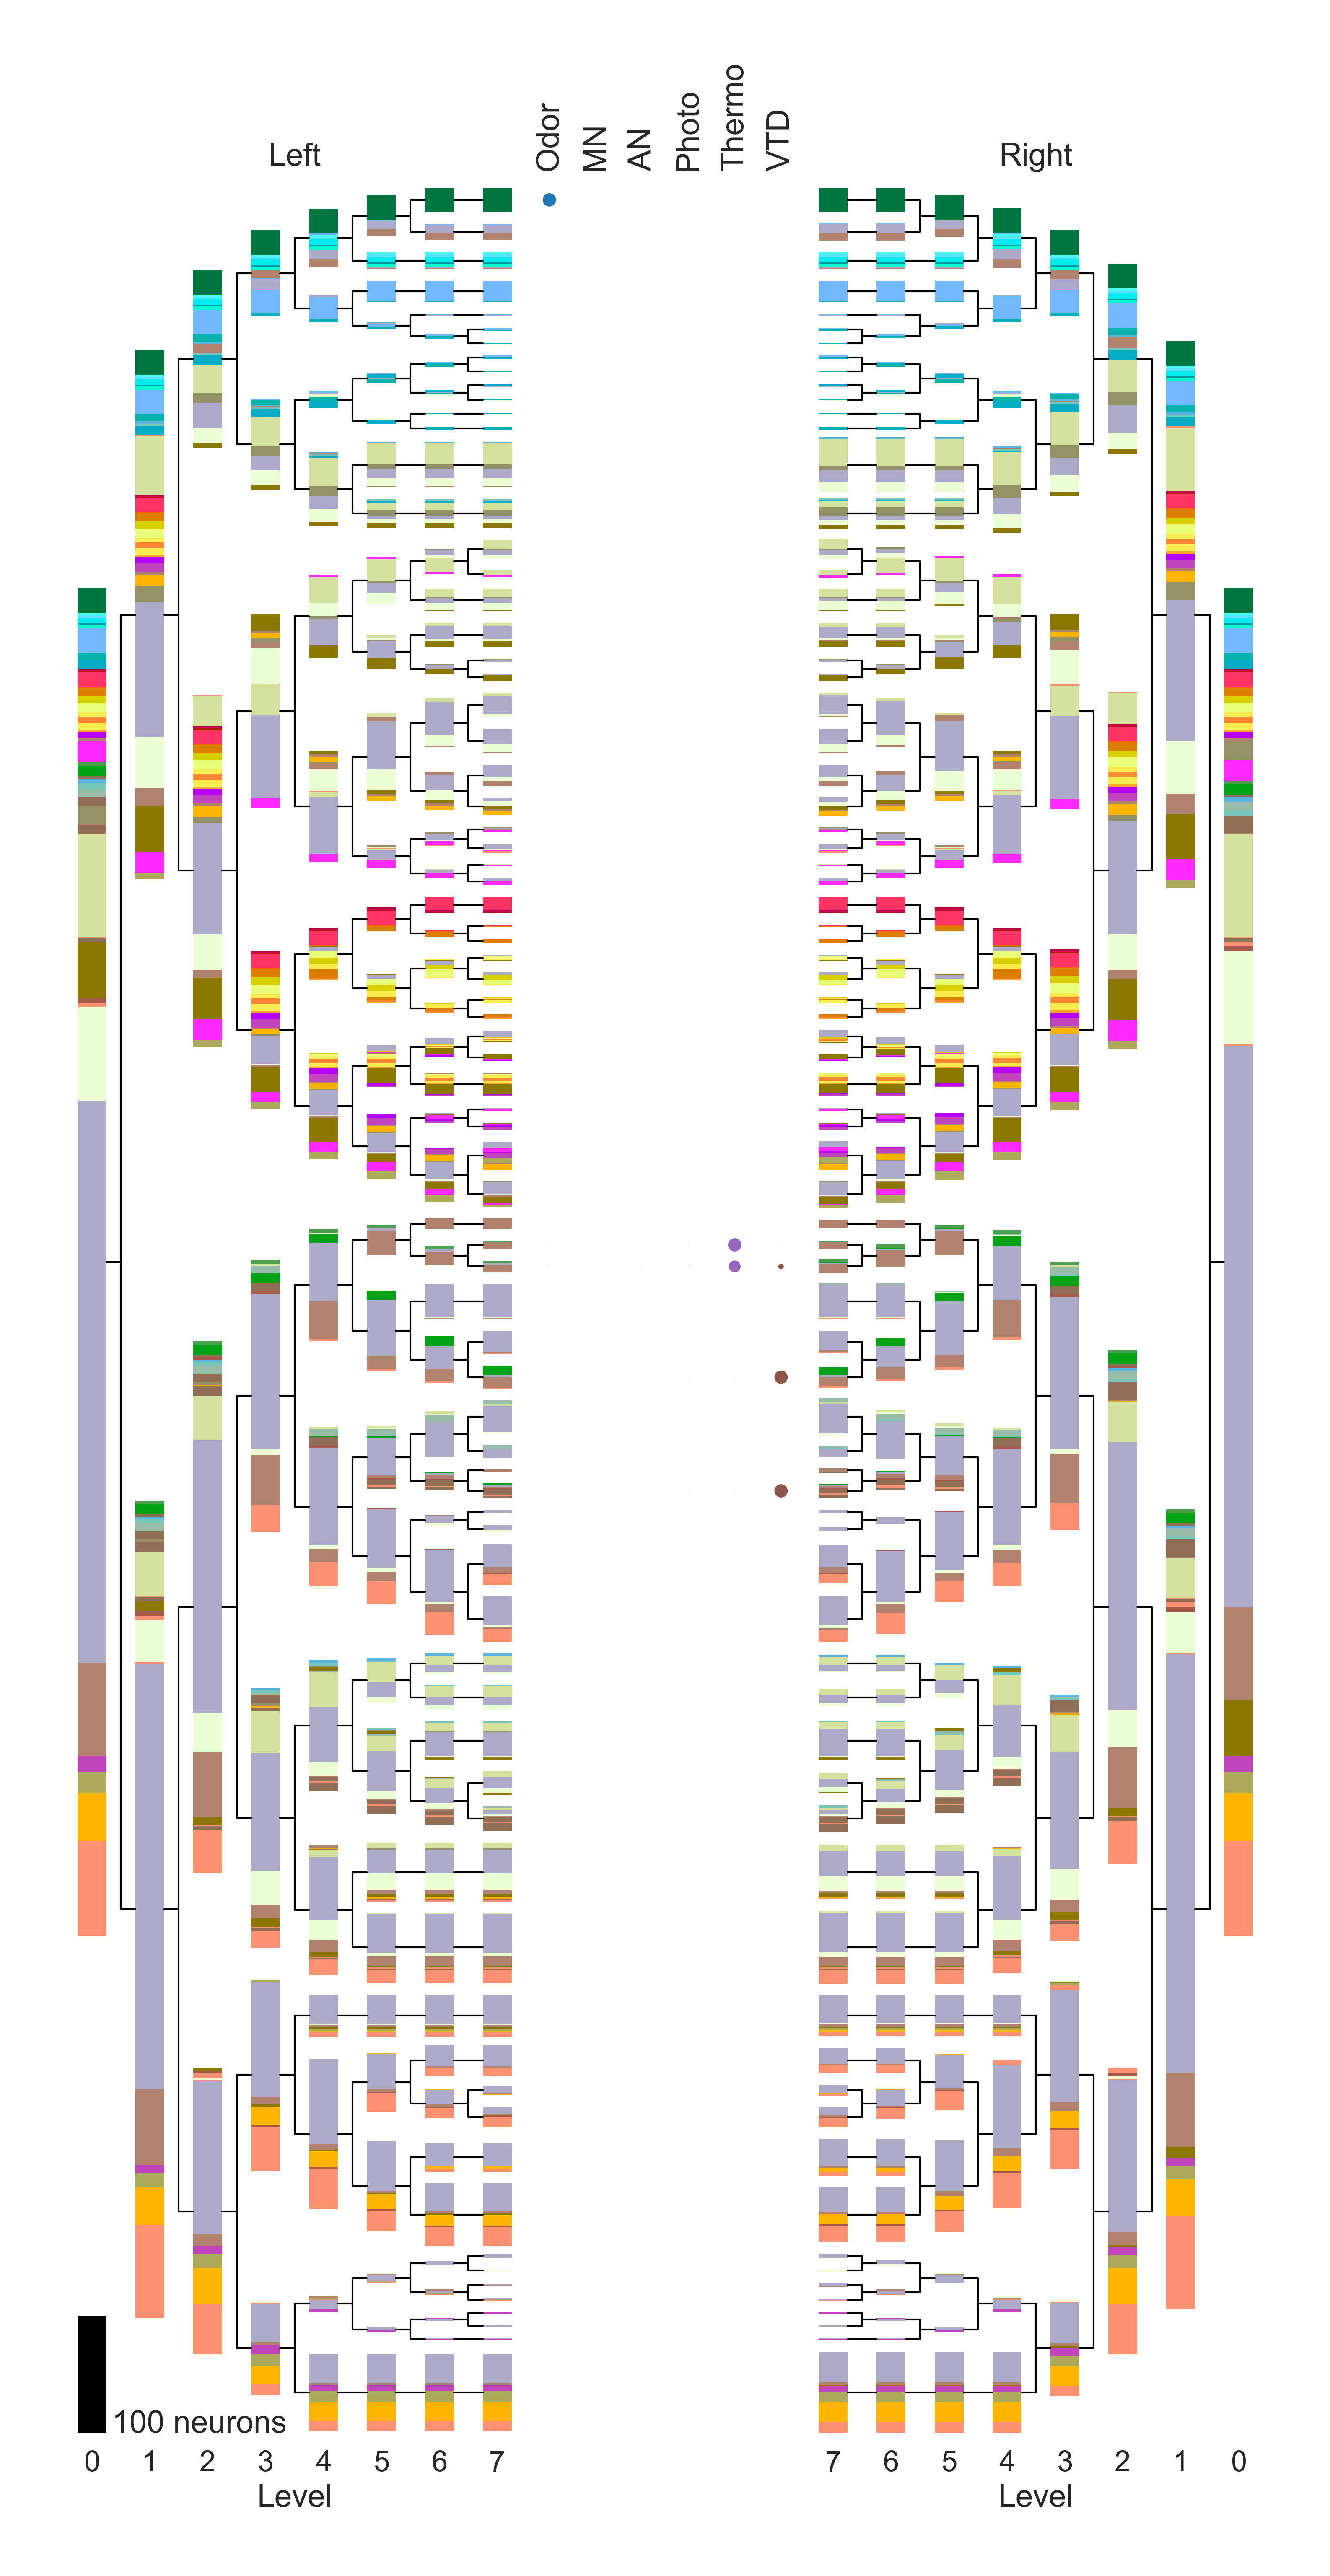 Left
Odor
MN
AN
Photo
Thermo
VTD
Right
100 neurons
0 1 2 3 4 5 6 7
7 6 5 4 3 2 1 0
Level
Level